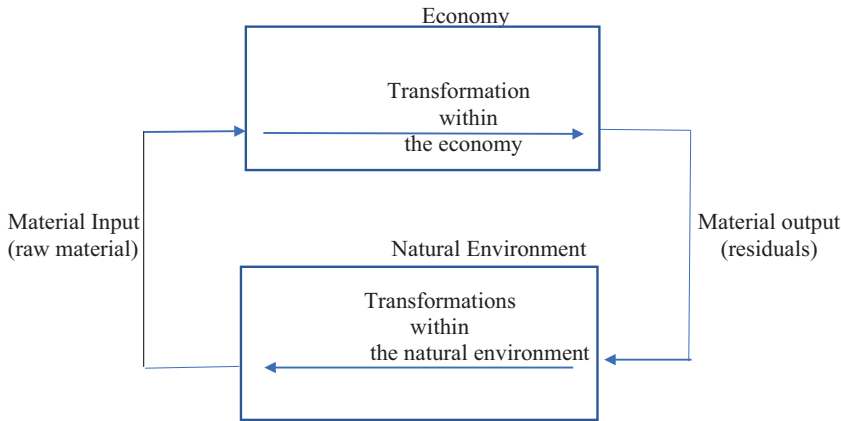 Economy
Transformation
within
the economy
Material Input
(raw material)
Material output
(residuals)
Natural Environment
Transformations
within
the natural environment